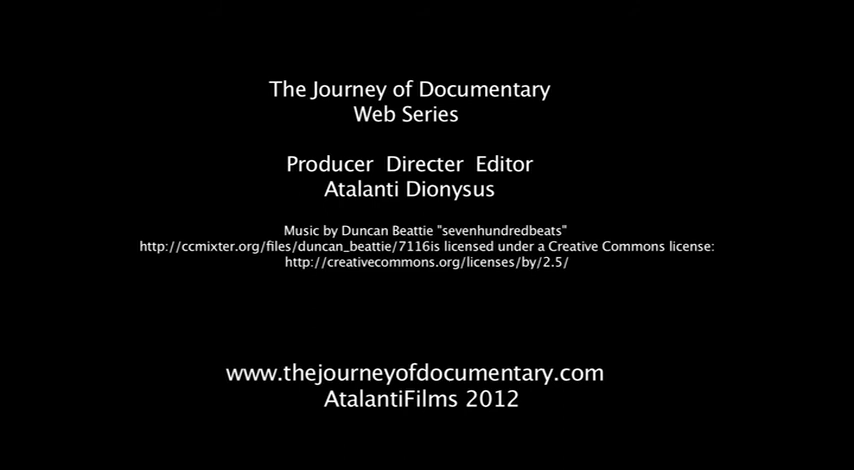 The Journey of Documentary
Web Series
Producer Directer Editor
Atalanti Dionysus
Music by Duncan Beattie "sevenhundredbeats"
http://ccmixter.org/files/duncan_beattie/7116is licensed under a Creative Commons license:
http://creativecommons.org/licenses/by/2.5/
www.thejourneyofdocumentary.com
AtalantiFilms 2012